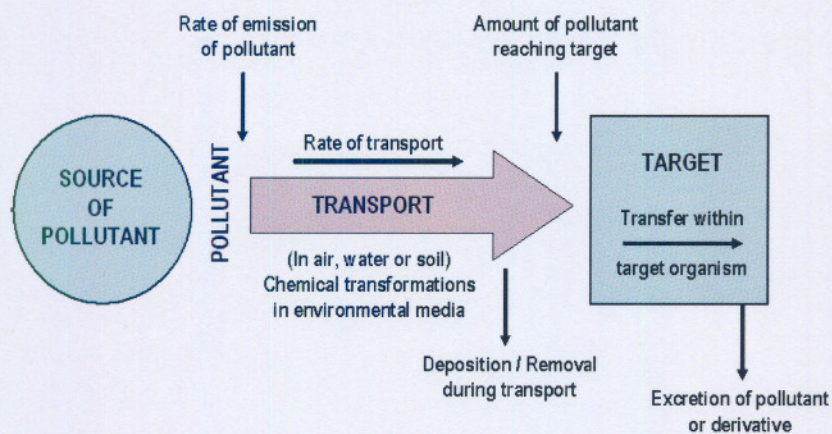 Rate of emission
of pollutant
Amount of pollutant
reaching target
SOURCE
OF
POLLUTANT
POLLUTANT
Rate of transport
TRANSPORT
(In air, water or soil)
Chemical transformations
in environmental media
Deposition / Removal
during transport
TARGET
Transfer within
target organism
Excretion of pollutant
or derivative